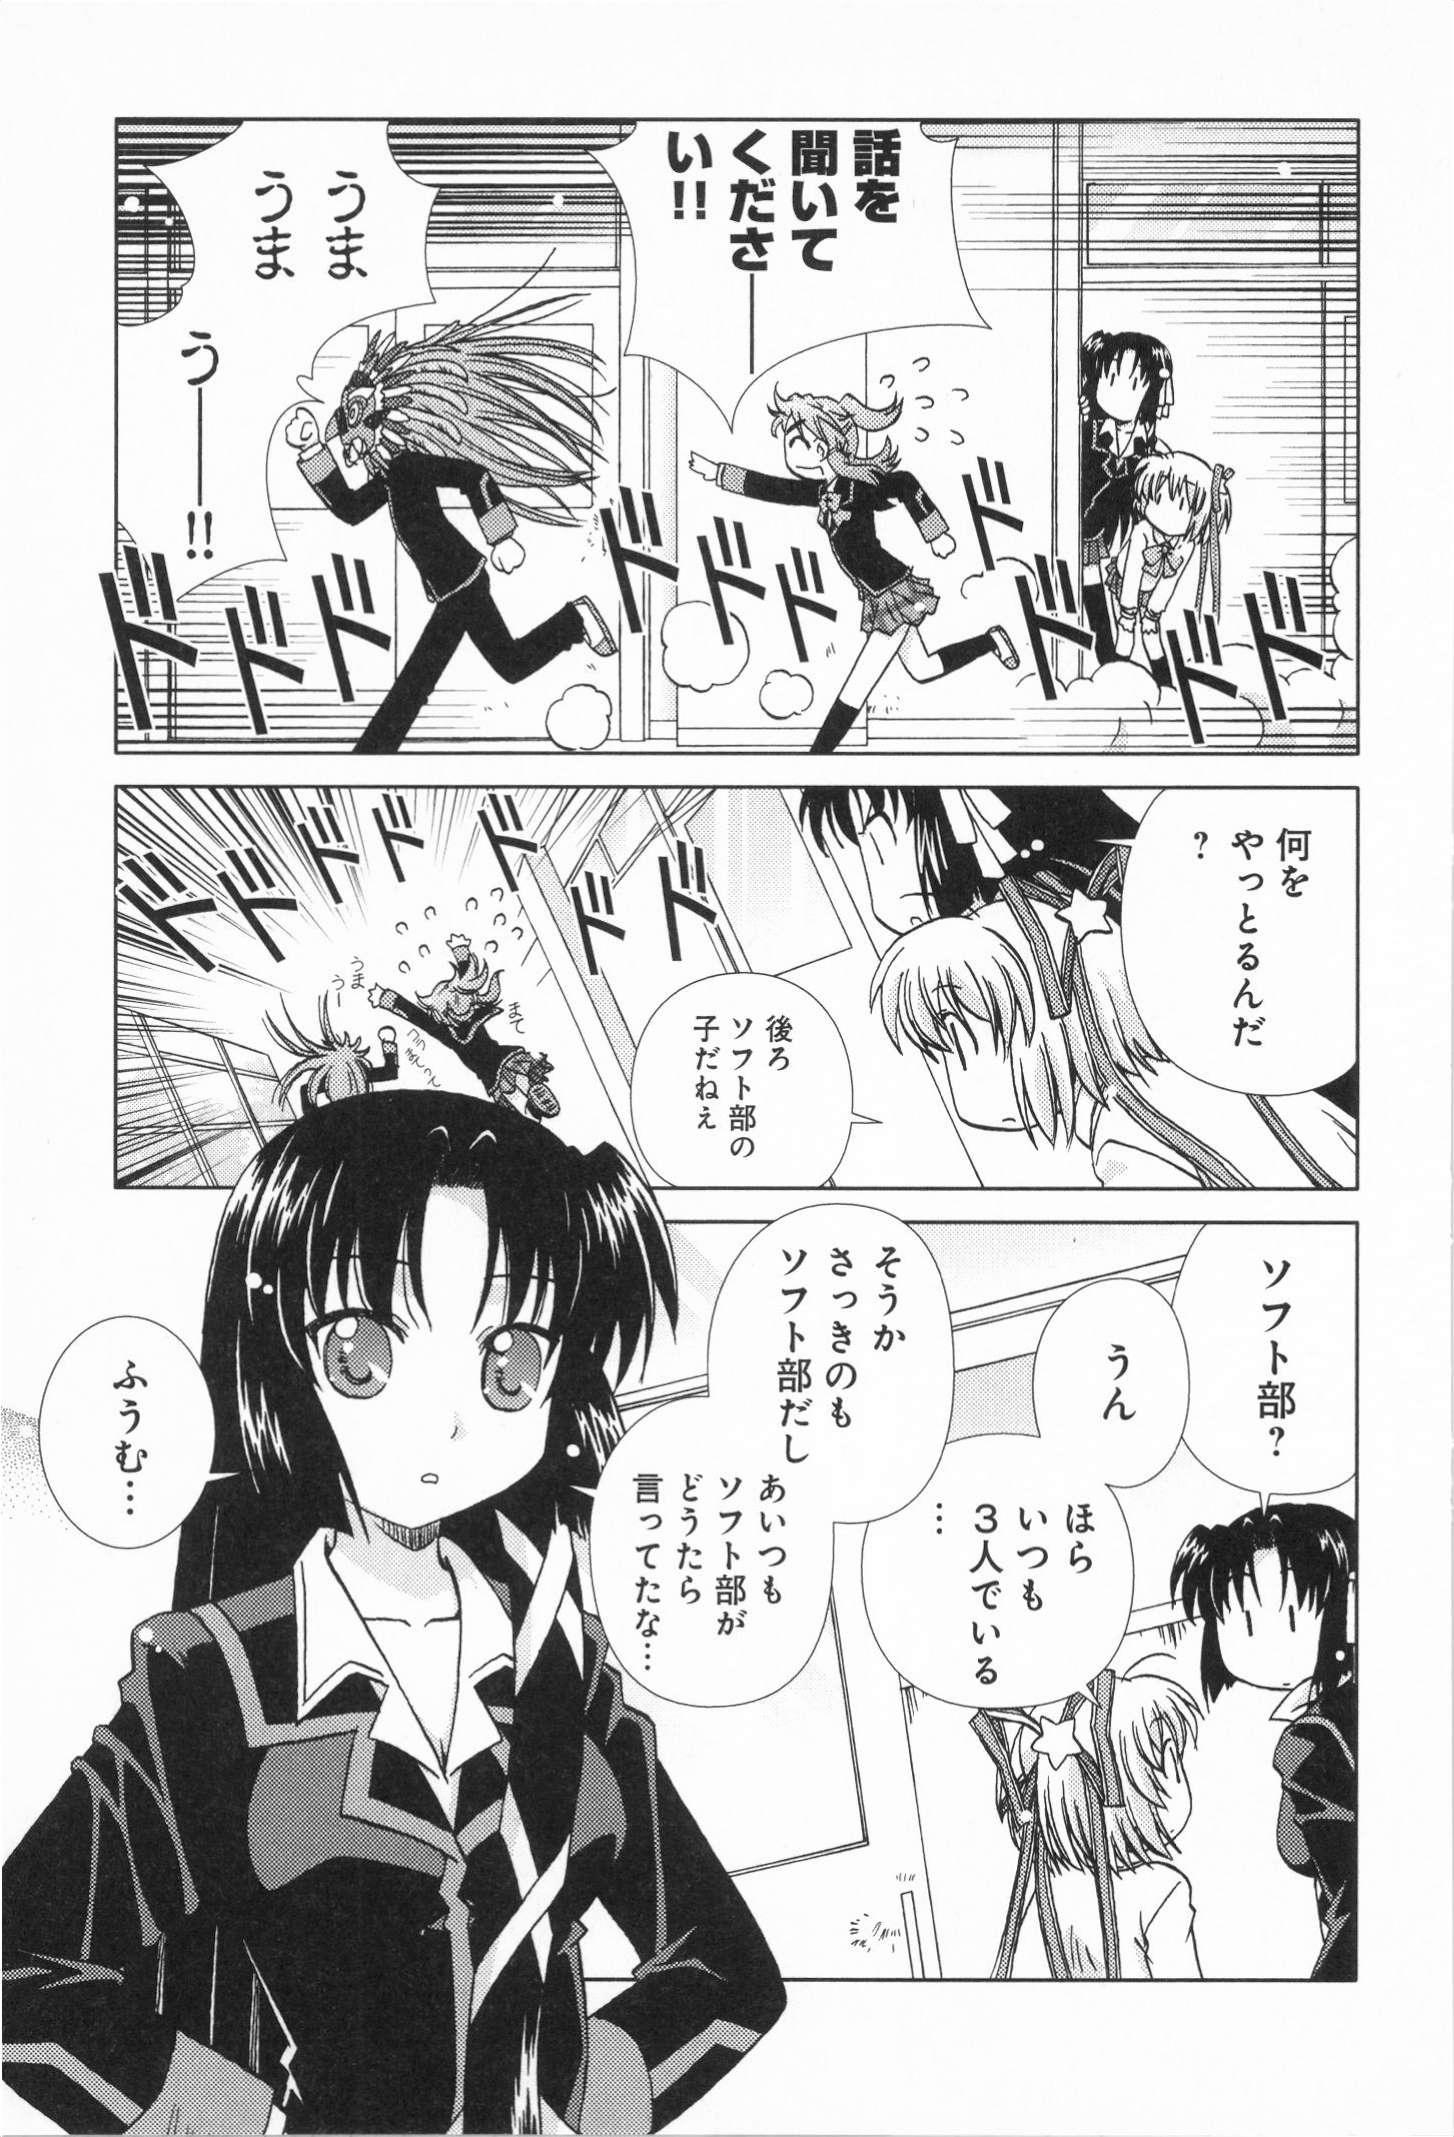 話を
聞いて
くださ
い!!
うま
うま
う――!!
ドドドドドドドドド
何を
やっとるんだ
?
後ろ
ソフト部の
子だねぇ
まて
うま
うー
ドドドドドドド
ソフト部?
うん
ほら
いつも
3人でいる
…
そうか
さっきのも
ソフト部だし
あいつも
ソフト部が
どうたら
言ってたな…
ふうむ…